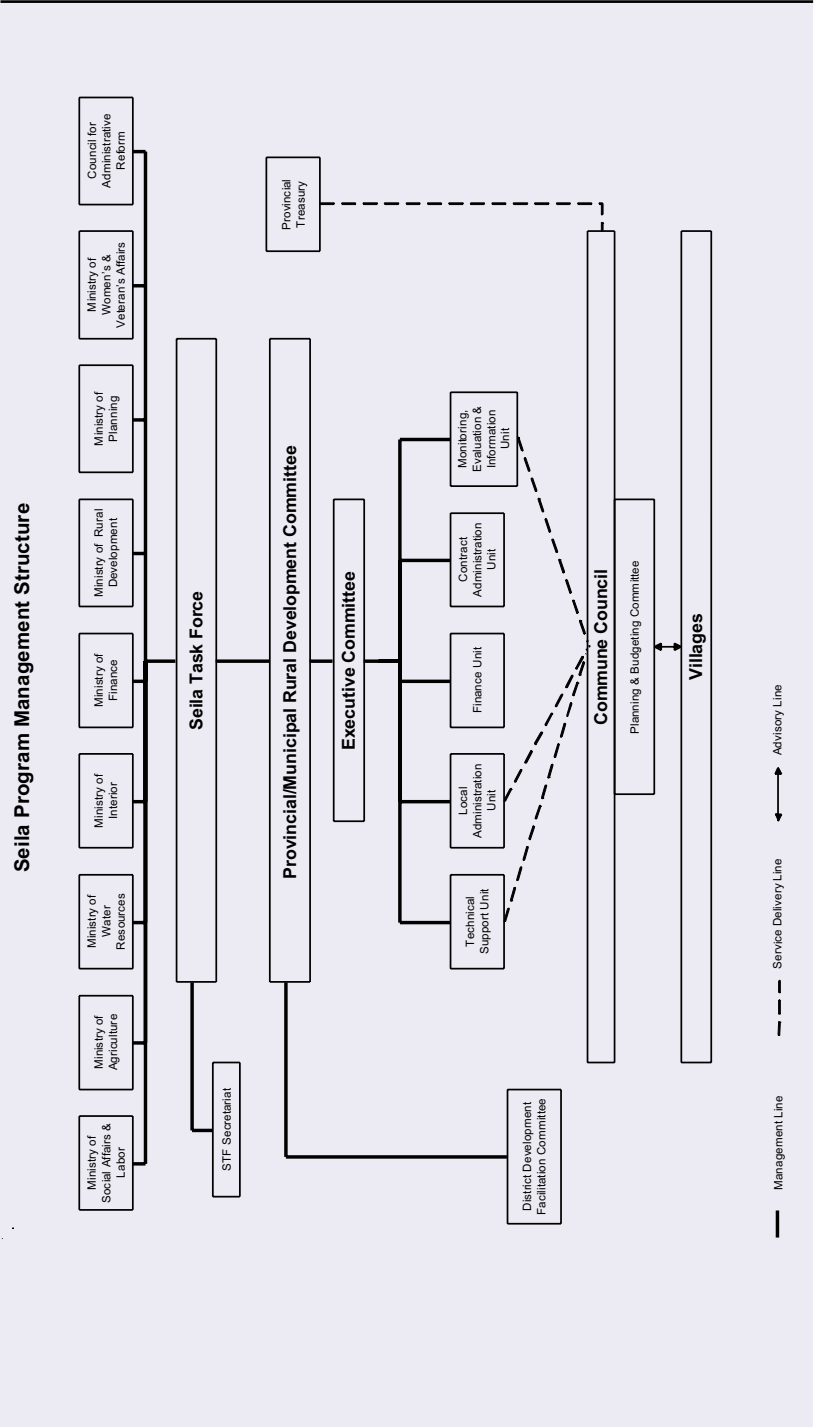 Seila Program Management Structure
Ministry of
Social Affairs &
Labor
Ministry of
Agriculture
Ministry of
Water
Resources
Ministry of
Interior
Ministry of
Finance
Ministry of Rural
Development
Ministry of
Planning
Ministry of
Women's &
Veteran's Affairs
Council for
Administrative
Reform
Seila Task Force
STF Secretariat
Provincial/Municipal Rural Development Committee
Provincial
Treasury
Executive Committee
Technical
Support Unit
Local
Administration
Unit
Finance Unit
Contract
Administration
Unit
Monitoring,
Evaluation &
Information
Unit
District Development
Facilitation Committee
Commune Council
Planning & Budgeting Committee
Villages
Management Line
Service Delivery Line
Advisory Line